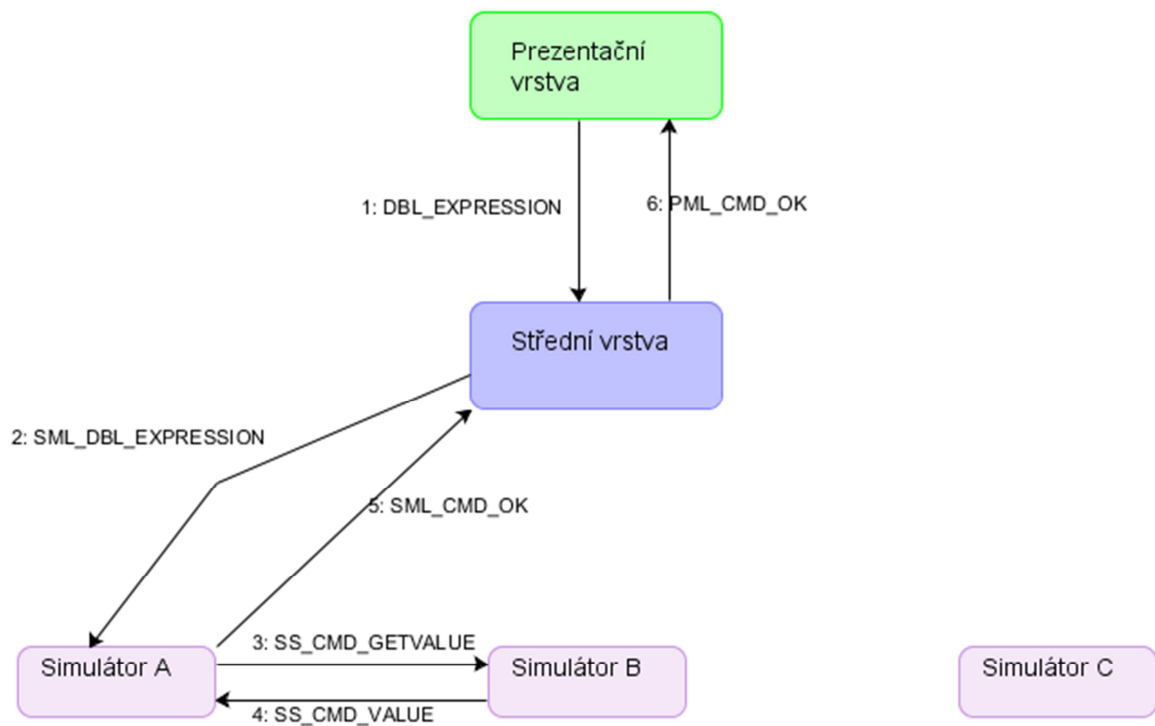 Prezentační
vrstva
1: DBL_EXPRESSION
6: PML_CMD_OK
Střední vrstva
2: SML_DBL_EXPRESSION
5: SML_CMD_OK
3: SS_CMD_GETVALUE
Simulátor A
Simulátor B
Simulátor C
4: SS_CMD_VALUE